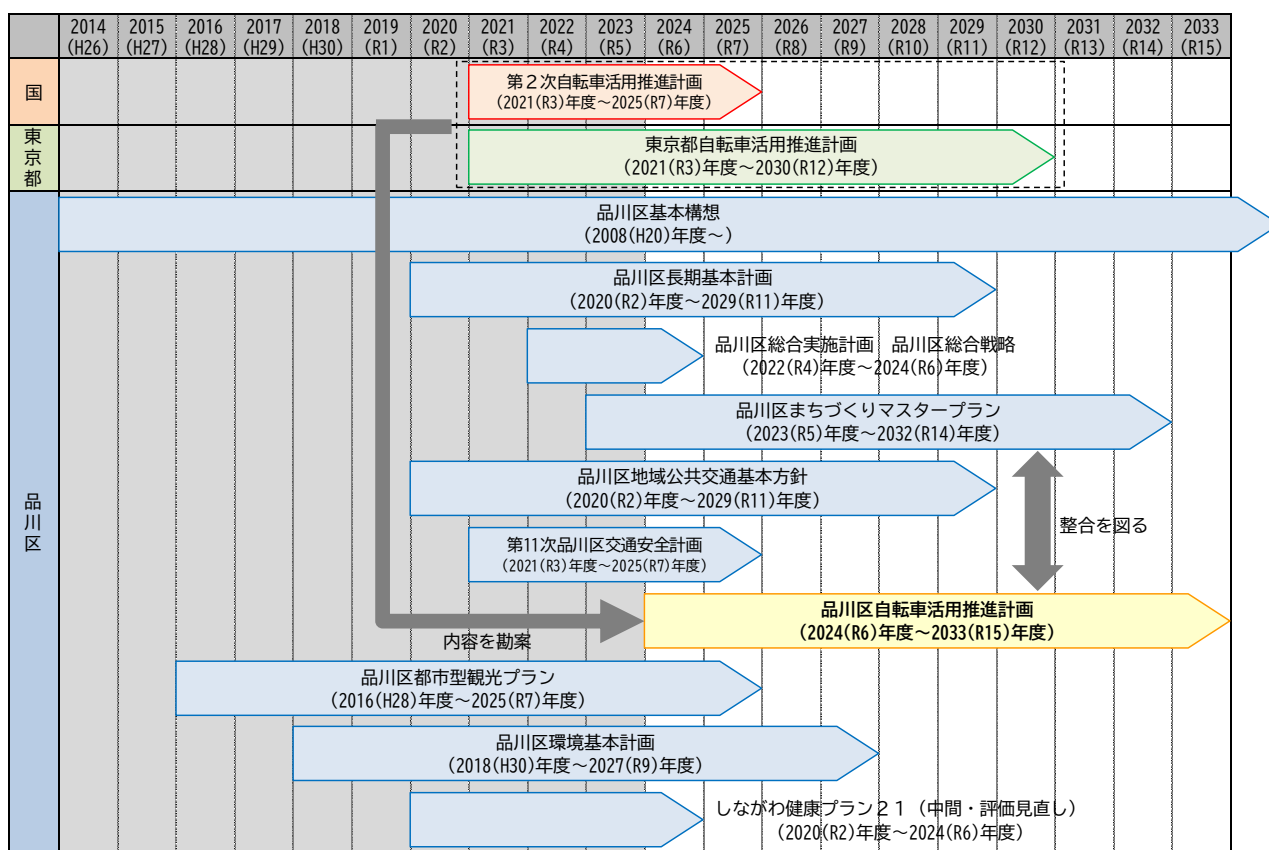 2014 2015 2016 2017 2018 2019 2020 2021 2022 2023 2024 2025 2026 2027 2028 2029 2030 2031 2032 2033
(H26) (H27) (H28) (H29) (H30) (R1) (R2) (R3) (R4) (R5) (R6) (R7) (R8) (R9) (R10) (R11) (R12) (R13) (R14) (R15)
国
第2次自転車活用推進計画
(2021(R3)年度～2025(R7)年度)
東京都
東京都自転車活用推進計画
(2021(R3)年度～2030(R12)年度)
品川区
品川区基本構想
(2008(H20)年度～)
品川区長期基本計画
(2020(R2)年度～2029(R11)年度)
品川区総合実施計画 品川区総合戦略
(2022(R4)年度～2024(R6)年度)
品川区まちづくりマスタープラン
(2023(R5)年度～2032(R14)年度)
品川区地域公共交通基本方針
(2020(R2)年度～2029(R11)年度)
整合を図る
第11次品川区交通安全計画
(2021(R3)年度～2025(R7)年度)
品川区自転車活用推進計画
(2024(R6)年度～2033(R15)年度)
内容を勘案
品川区都市型観光プラン
(2016(H28)年度～2025(R7)年度)
品川区環境基本計画
(2018(H30)年度～2027(R9)年度)
しながわ健康プラン２１（中間・評価見直し）
(2020(R2)年度～2024(R6)年度)